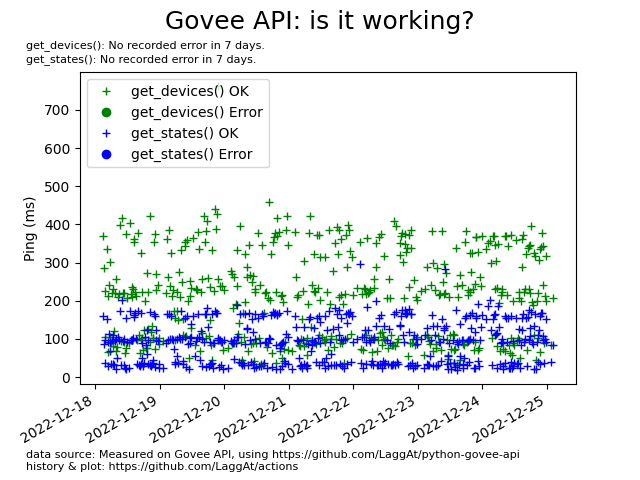 Govee API: is it working?
get_devices(): No recorded error in 7 days.
get_states(): No recorded error in 7 days.
get_devices() OK
get_devices() Error
get_states() OK
get_states() Error
Ping (ms)
700
600
500
400
300
200
100
0
2022-12-18
2022-12-19
2022-12-20
2022-12-21
2022-12-22
2022-12-23
2022-12-24
2022-12-25
data source: Measured on Govee API, using https://github.com/LaggAt/python-govee-api
history & plot: https://github.com/LaggAt/actions